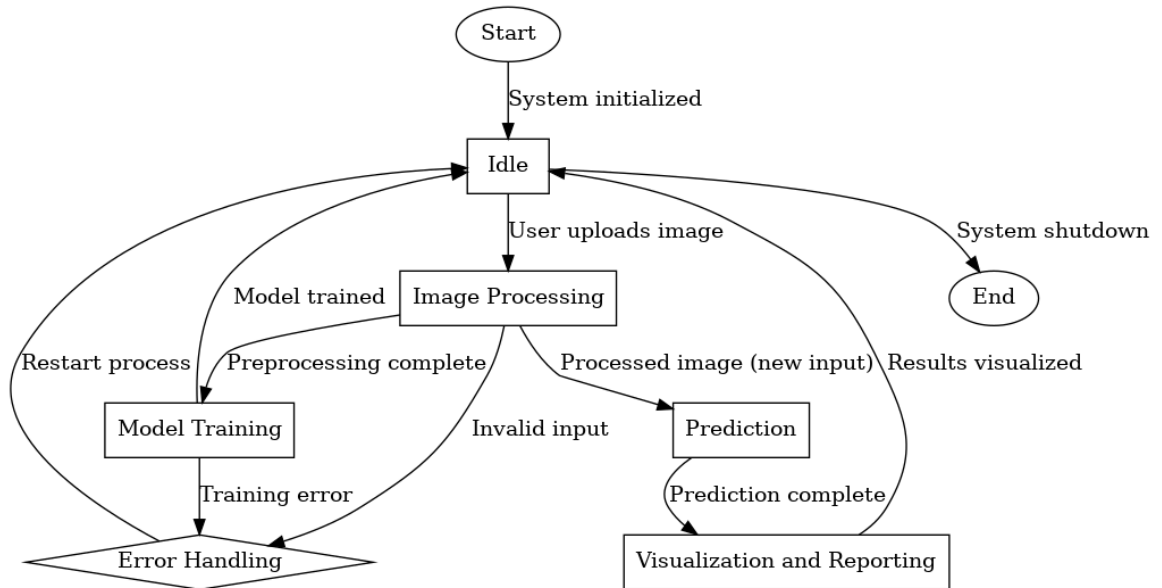 Start
System initialized
Idle
User uploads image
System shutdown
Image Processing
End
Model trained
Restart process
Preprocessing complete
Processed image (new input)
Results visualized
Model Training
Invalid input
Prediction
Training error
Prediction complete
Error Handling
Visualization and Reporting